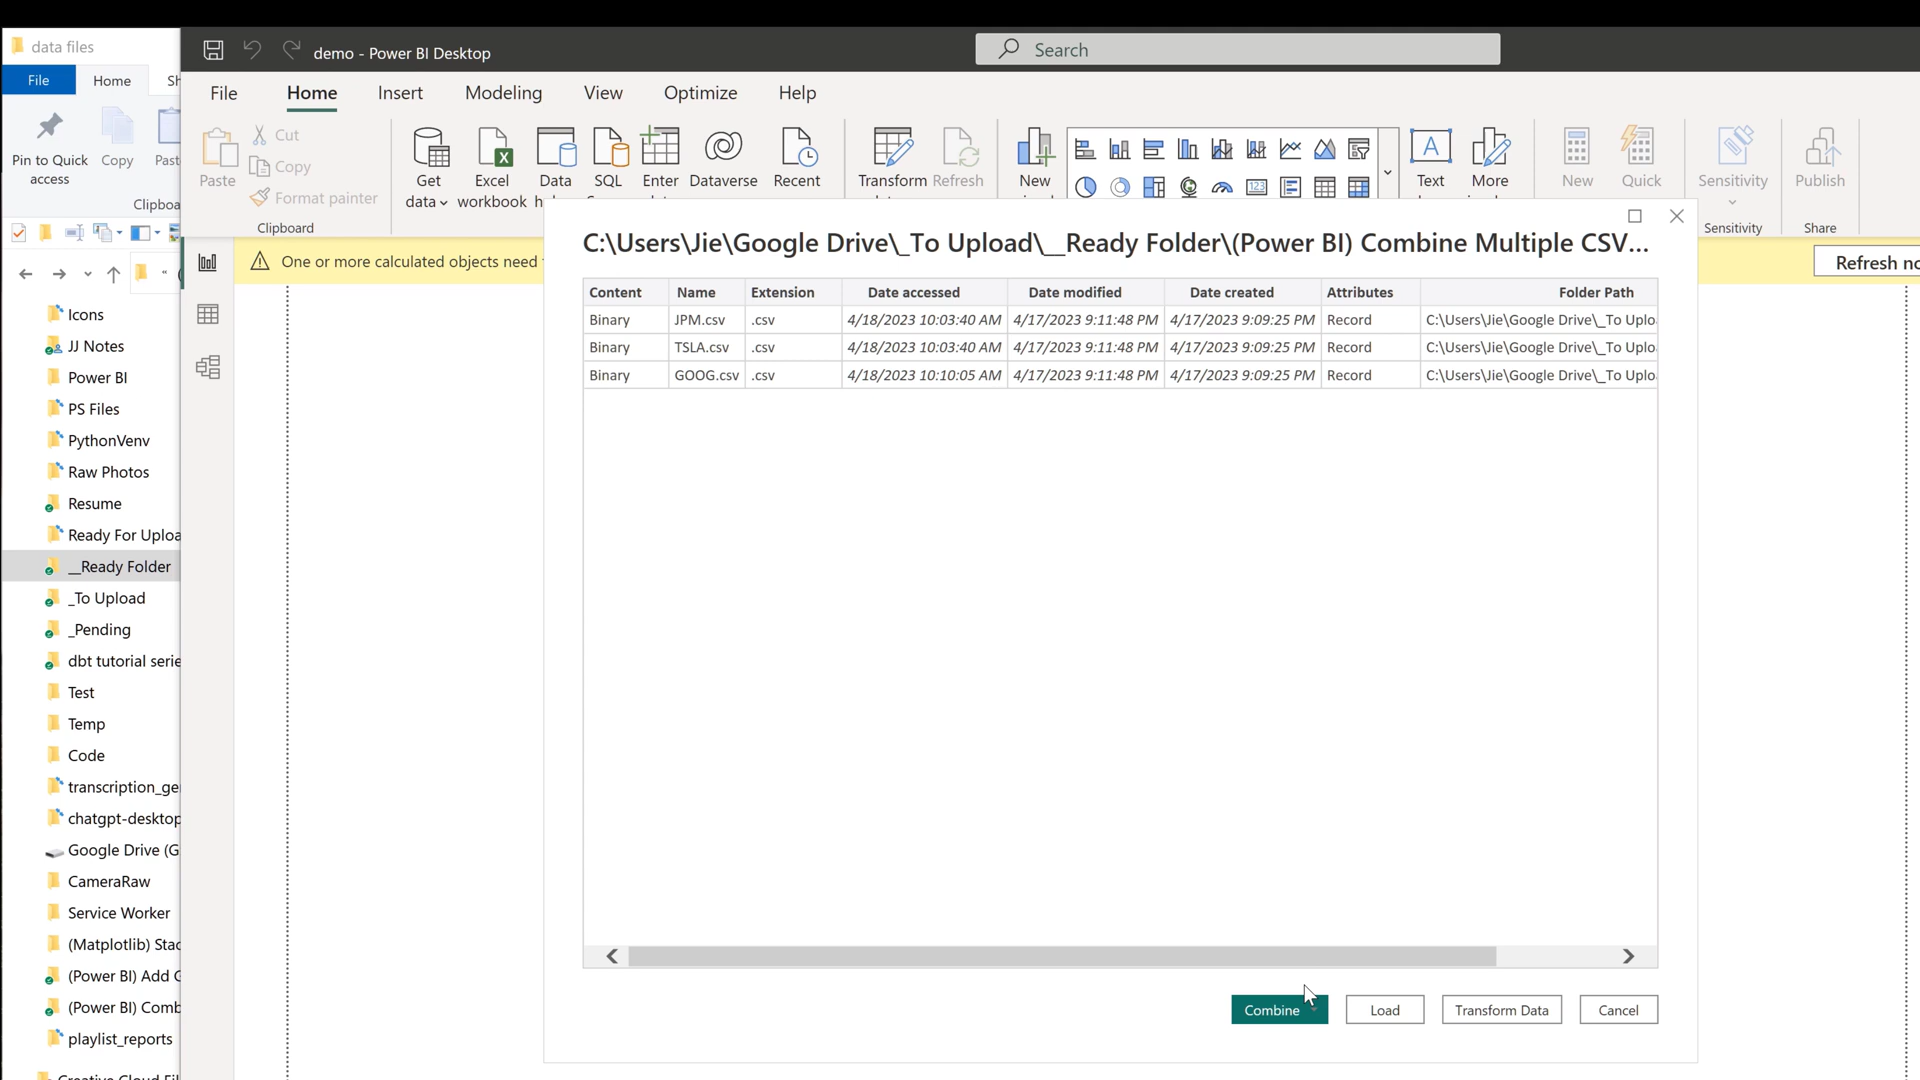 data files
demo - Power BI Desktop
Search
File
Home
File
Home
Insert
Modeling
View
Optimize
Help
Pin to Quick
access
Copy
Cut
Copy
Format painter
Paste
Clipboard
Get
data
Excel
workbook
Data
SQL
Enter
Dataverse
Recent
Transform
Refresh
New
Text
More
New
Quick
Sensitivity
Sensitivity
Publish
Share
One or more calculated objects need
C:\Users\Jie\Google Drive\_To Upload\__Ready Folder\(Power BI) Combine Multiple CSV...
Content Name Extension Date accessed Date modified Date created Attributes Folder Path
Binary JPM.csv .csv 4/18/2023 10:03:40 AM 4/17/2023 9:11:48 PM 4/17/2023 9:09:25 PM Record C:\Users\Jie\Google Drive\_To Uplo
Binary TSLA.csv .csv 4/18/2023 10:03:40 AM 4/17/2023 9:11:48 PM 4/17/2023 9:09:25 PM Record C:\Users\Jie\Google Drive\_To Uplo
Binary GOOG.csv .csv 4/18/2023 10:10:05 AM 4/17/2023 9:11:48 PM 4/17/2023 9:09:25 PM Record C:\Users\Jie\Google Drive\_To Uplo
Combine
Load
Transform Data
Cancel
Refresh no
Icons
JJ Notes
Power BI
PS Files
PythonVenv
Raw Photos
Resume
Ready For Uploa
__Ready Folder
_To Upload
_Pending
dbt tutorial serie
Test
Temp
Code
transcription_ge
chatgpt-desktop
Google Drive (G
CameraRaw
Service Worker
(Matplotlib) Stac
(Power BI) Add
(Power BI) Comb
playlist_reports